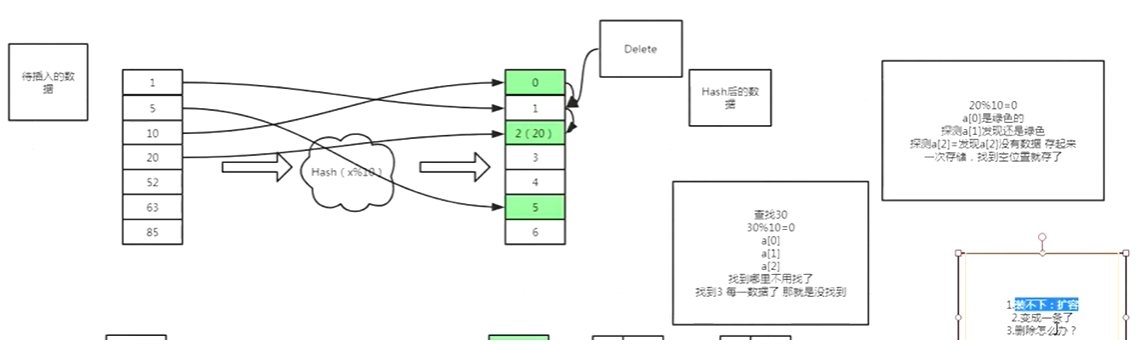 待插入的数
据
1
5
10
20
52
63
85
Hash（x%10）
0
1
2（20）
3
4
5
6
Delete
Hash后的数
据
查找30
30%10=0
a[0]
a[1]
a[2]
找到哪里不用找了
找到3 每一数据了 那就是没找到
20%10=0
a[0]是绿色的
探测a[1]发现还是绿色
探测a[2]=发现a[2]没有数据 存起来
一次存储，找到空位置就存了
1.装不下：扩容
2.变成一条了
3.删除怎么办？